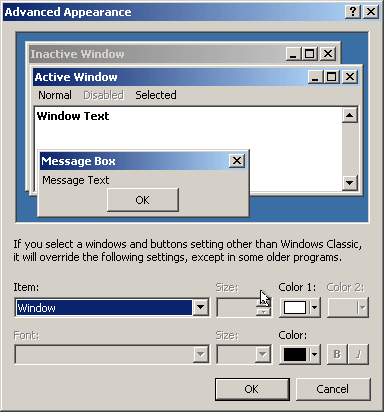 Advanced Appearance
Inactive Window
Active Window
Normal Disabled Selected
Window Text
Message Box
Message Text
OK
If you select a windows and buttons setting other than Windows Classic,
it will override the following settings, except in some older programs.
Item: Size: Color 1: Color 2:
Window
Font: Size: Color:
B I
OK Cancel